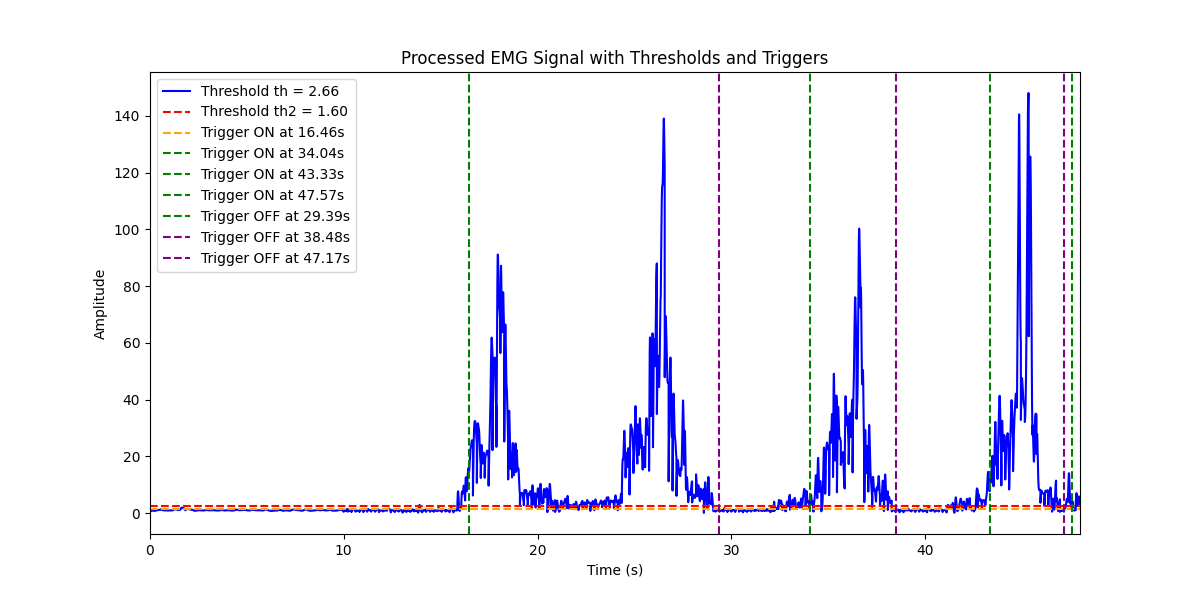 Processed EMG Signal with Thresholds and Triggers
Threshold th = 2.66
Threshold th2 = 1.60
Trigger ON at 16.46s
Trigger ON at 34.04s
Trigger ON at 43.33s
Trigger ON at 47.57s
Trigger OFF at 29.39s
Trigger OFF at 38.48s
Trigger OFF at 47.17s
140
120
100
80
60
40
20
0
Amplitude
0 10 20 30 40
Time (s)